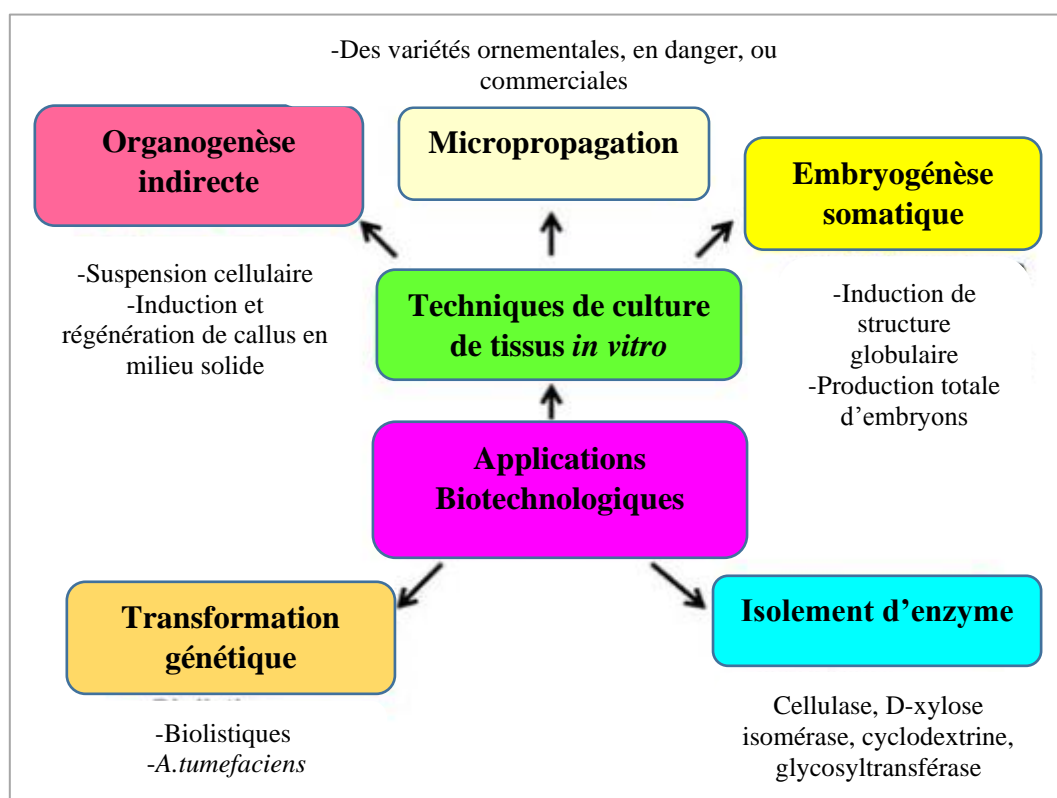 -Des variétés ornementales, en danger, ou
commerciales
Organogenèse
indirecte
Micropropagation
Embryogénèse
somatique
-Suspension cellulaire
-Induction et
régénération de callus en
milieu solide
Techniques de culture
de tissus in vitro
-Induction de
structure
globulaire
-Production totale
d’embryons
Applications
Biotechnologiques
Transformation
génétique
Isolement d’enzyme
-Biolistiques
-A.tumefaciens
Cellulase, D-xylose
isomérase, cyclodextrine,
glycosyltransférase